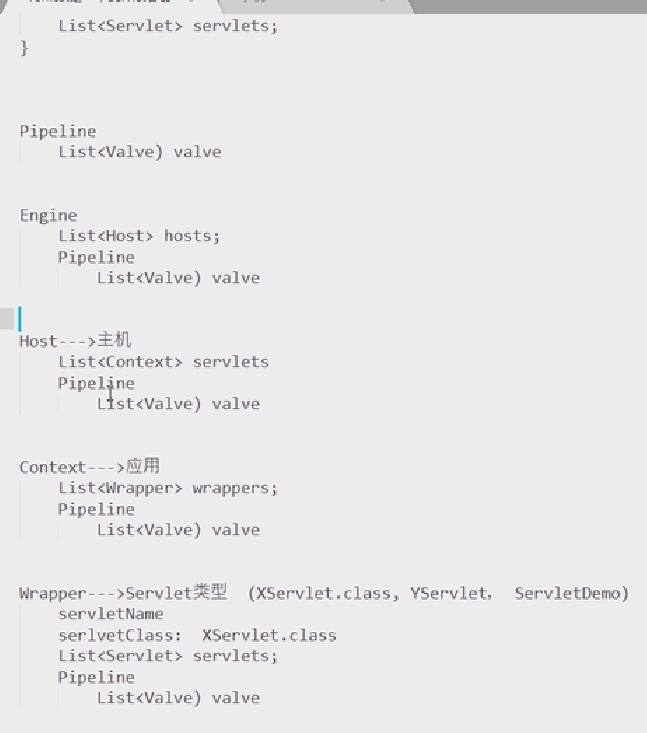 List<Servlet> servlets;
}
Pipeline
List<Valve) valve
Engine
List<Host> hosts;
Pipeline
List<Valve) valve
Host--->主机
List<Context> servlets
Pipeline
List<Valve) valve
Context--->应用
List<Wrapper> wrappers;
Pipeline
List<Valve) valve
Wrapper--->Servlet类型 (XServlet.class, YServlet， ServletDemo)
servletName
serlvetClass: XServlet.class
List<Servlet> servlets;
Pipeline
List<Valve) valve